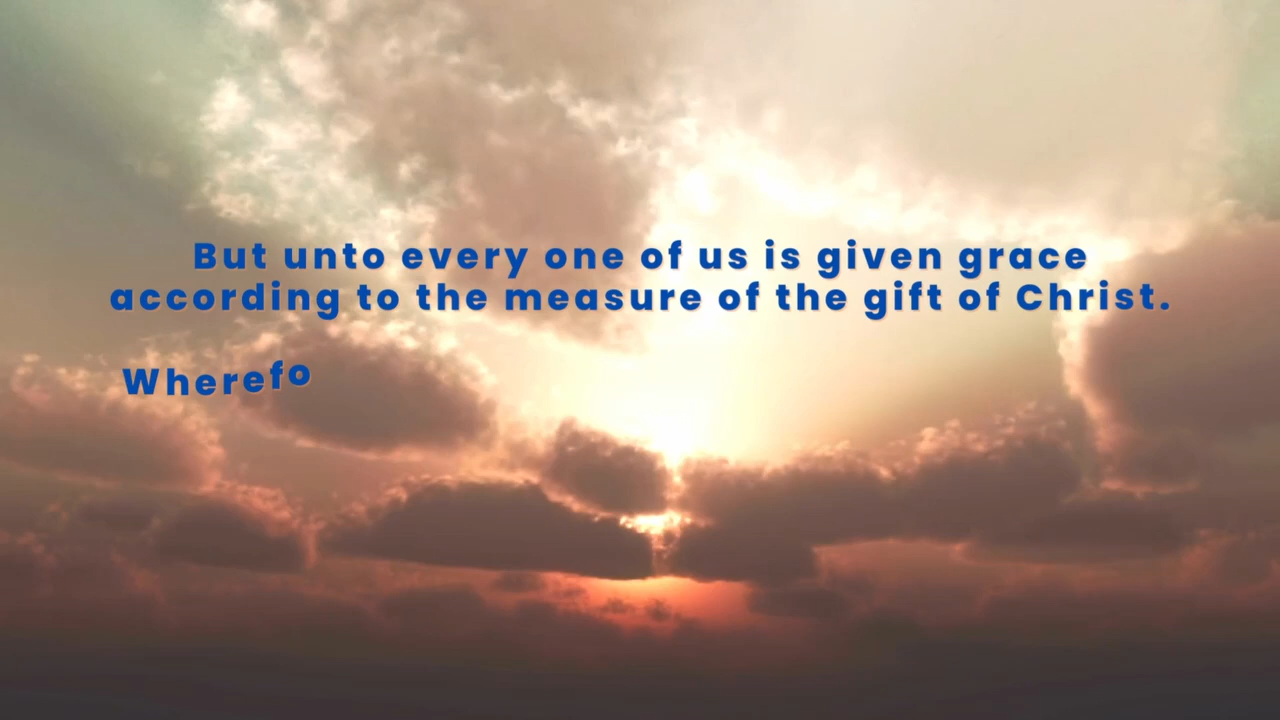 But unto every one of us is given grace
according to the measure of the gift of Christ.
Wherefo